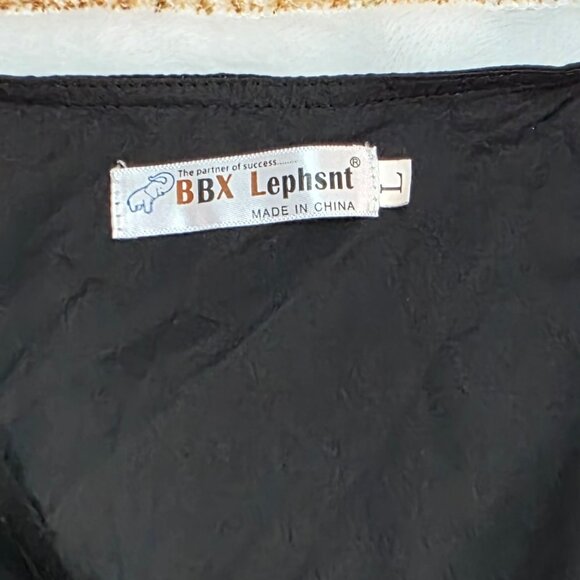 The partner of success........
BBX Lephsnt®
MADE IN CHINA
L